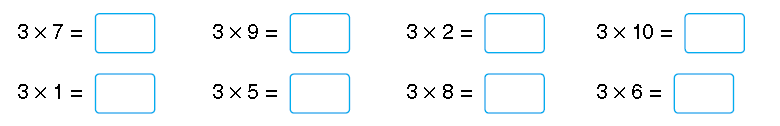 3 × 7 = 3 × 9 = 3 × 2 = 3 × 10 =
3 × 1 = 3 × 5 = 3 × 8 = 3 × 6 =